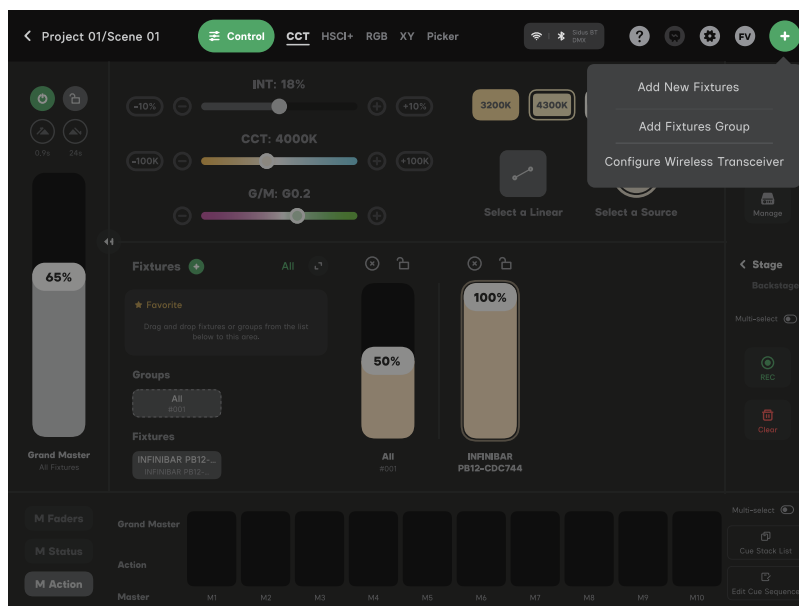 Project 01/Scene 01
Control
CCT
HSCI+
RGB
XY
Picker
Sidus BT
DMX
?
FV
+
Add New Fixtures
Add Fixtures Group
Configure Wireless Transceiver
0.9s
24s
INT: 18%
-10%
+10%
CCT: 4000K
-100K
+100K
G/M: G0.2
3200K
4300K
Select a Linear
Select a Source
Manage
65%
Grand Master
All Fixtures
Fixtures
All
Favorite
Drag and drop fixtures or groups from the list
below to this area.
Groups
All
#001
Fixtures
INFINIBAR PB12-...
INFINIBAR PB12-...
50%
All
#001
100%
INFINIBAR
PB12-CDC744
Stage
Backstage
Multi-select
REC
Clear
M Faders
M Status
M Action
Grand Master
Action
Master
M1
M2
M3
M4
M5
M6
M7
M8
M9
M10
Multi-select
Cue Stack List
Edit Cue Sequence